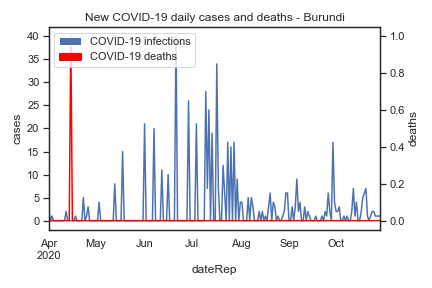 New COVID-19 daily cases and deaths - Burundi
COVID-19 infections
COVID-19 deaths
40
35
30
25
20
15
10
5
0
cases
1.0
0.8
0.6
0.4
0.2
0.0
deaths
Apr May Jun Jul Aug Sep Oct
2020
dateRep